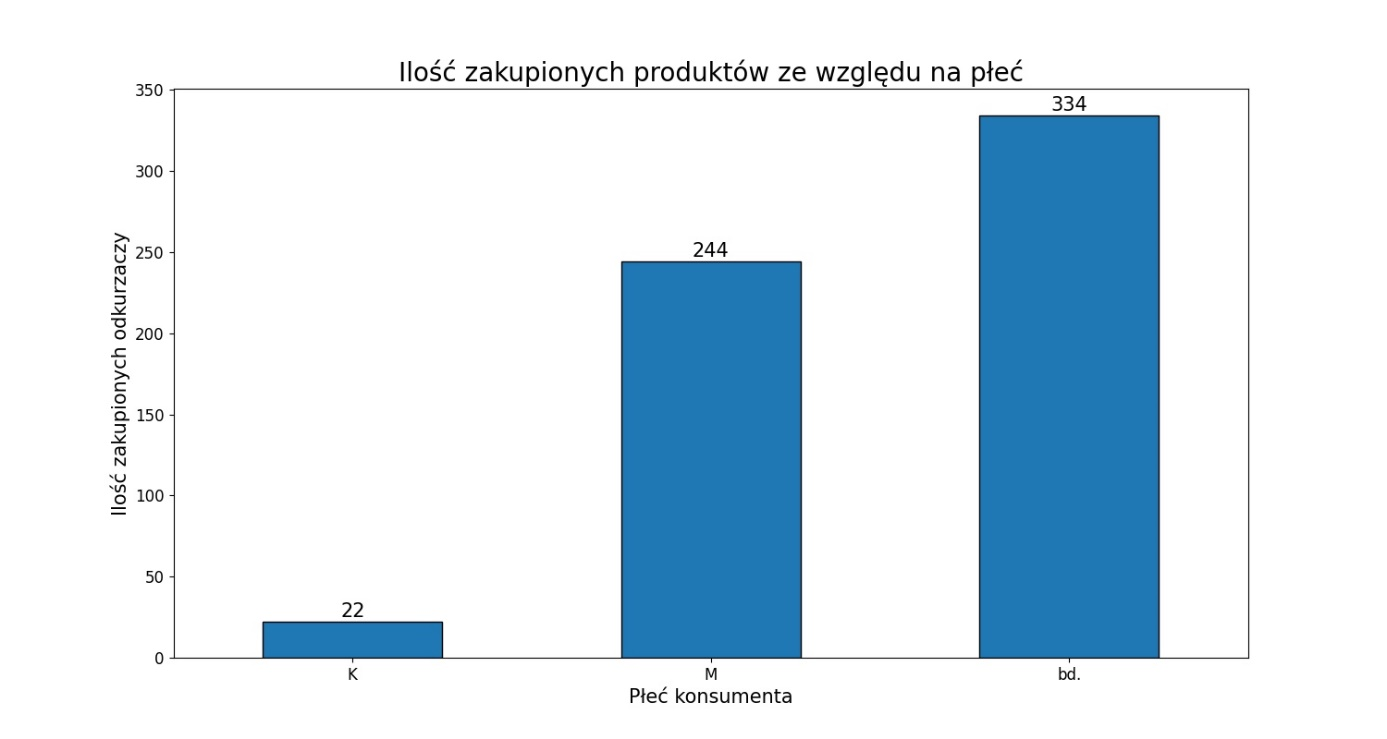 Ilość zakupionych produktów ze względu na płeć
350
300
250
200
150
100
50
0
Ilość zakupionych odkurzaczy
22
244
334
K
M
bd.
Płeć konsumenta